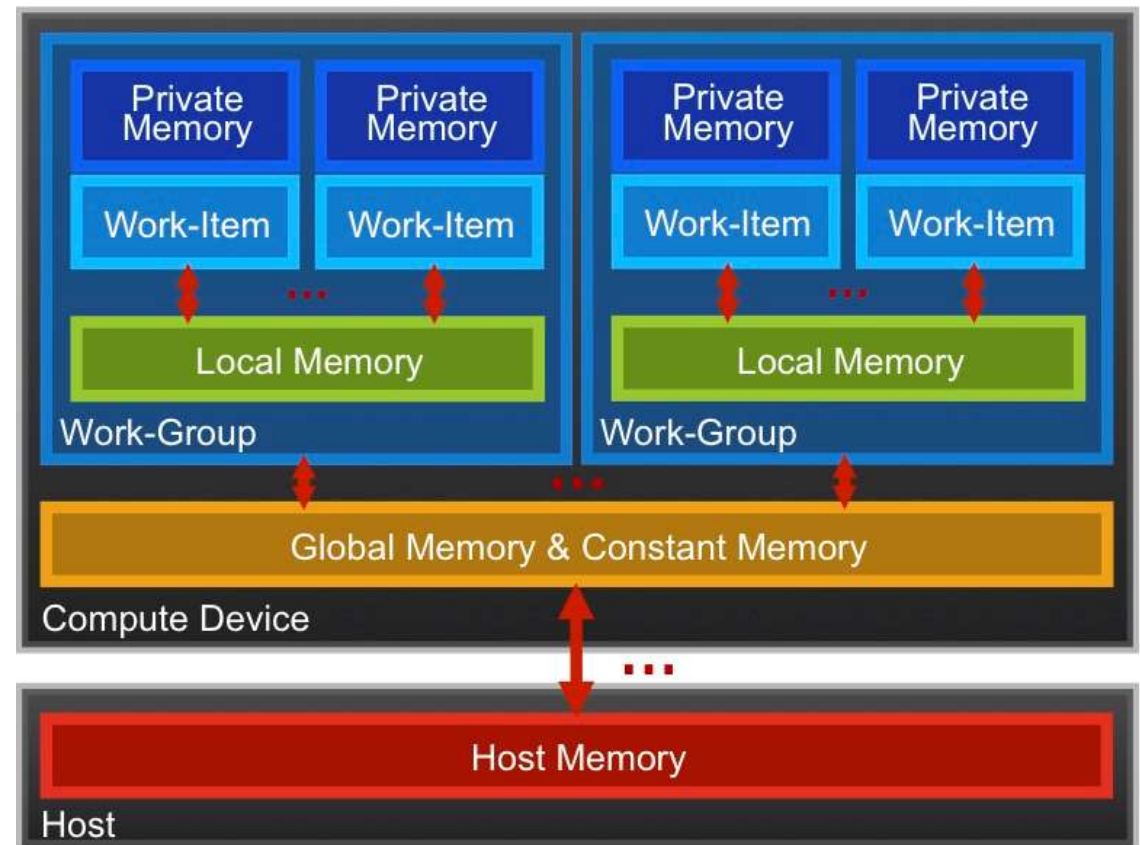 Private Memory
Private Memory
Private Memory
Private Memory
Work-Item
Work-Item
Work-Item
Work-Item
...
...
Local Memory
Local Memory
Work-Group
Work-Group
...
Global Memory & Constant Memory
Compute Device
...
Host Memory
Host